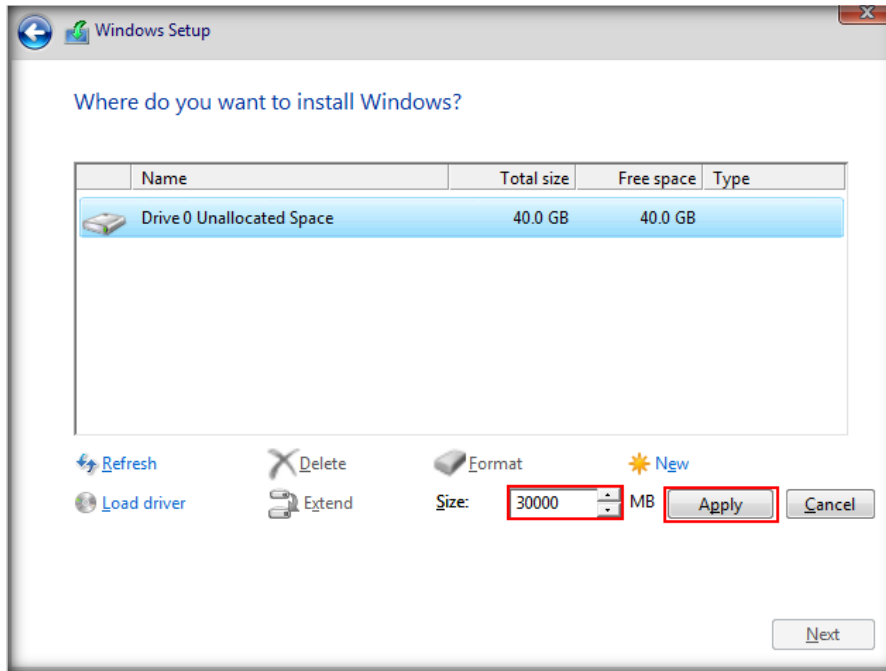 Windows Setup
Where do you want to install Windows?
Name Total size Free space Type
Drive 0 Unallocated Space 40.0 GB 40.0 GB
Refresh Delete Format New
Load driver Extend Size: 30000 MB Apply Cancel
Next